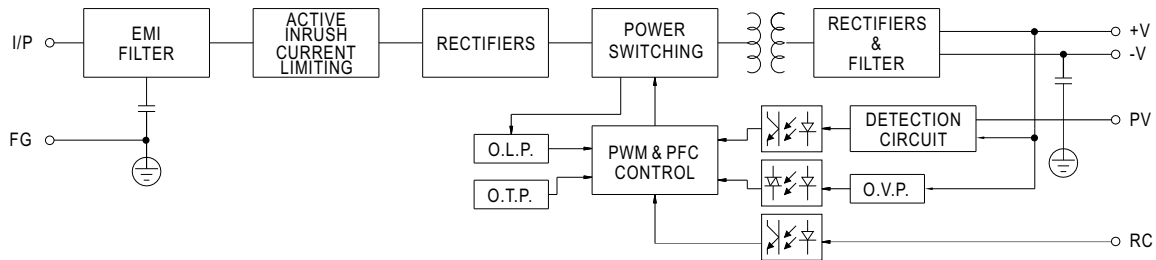 I/P
EMI
FILTER
ACTIVE
INRUSH
CURRENT
LIMITING
RECTIFIERS
POWER
SWITCHING
RECTIFIERS
&
FILTER
+V
-V
FG
O.L.P.
O.T.P.
PWM & PFC
CONTROL
DETECTION
CIRCUIT
PV
O.V.P.
RC